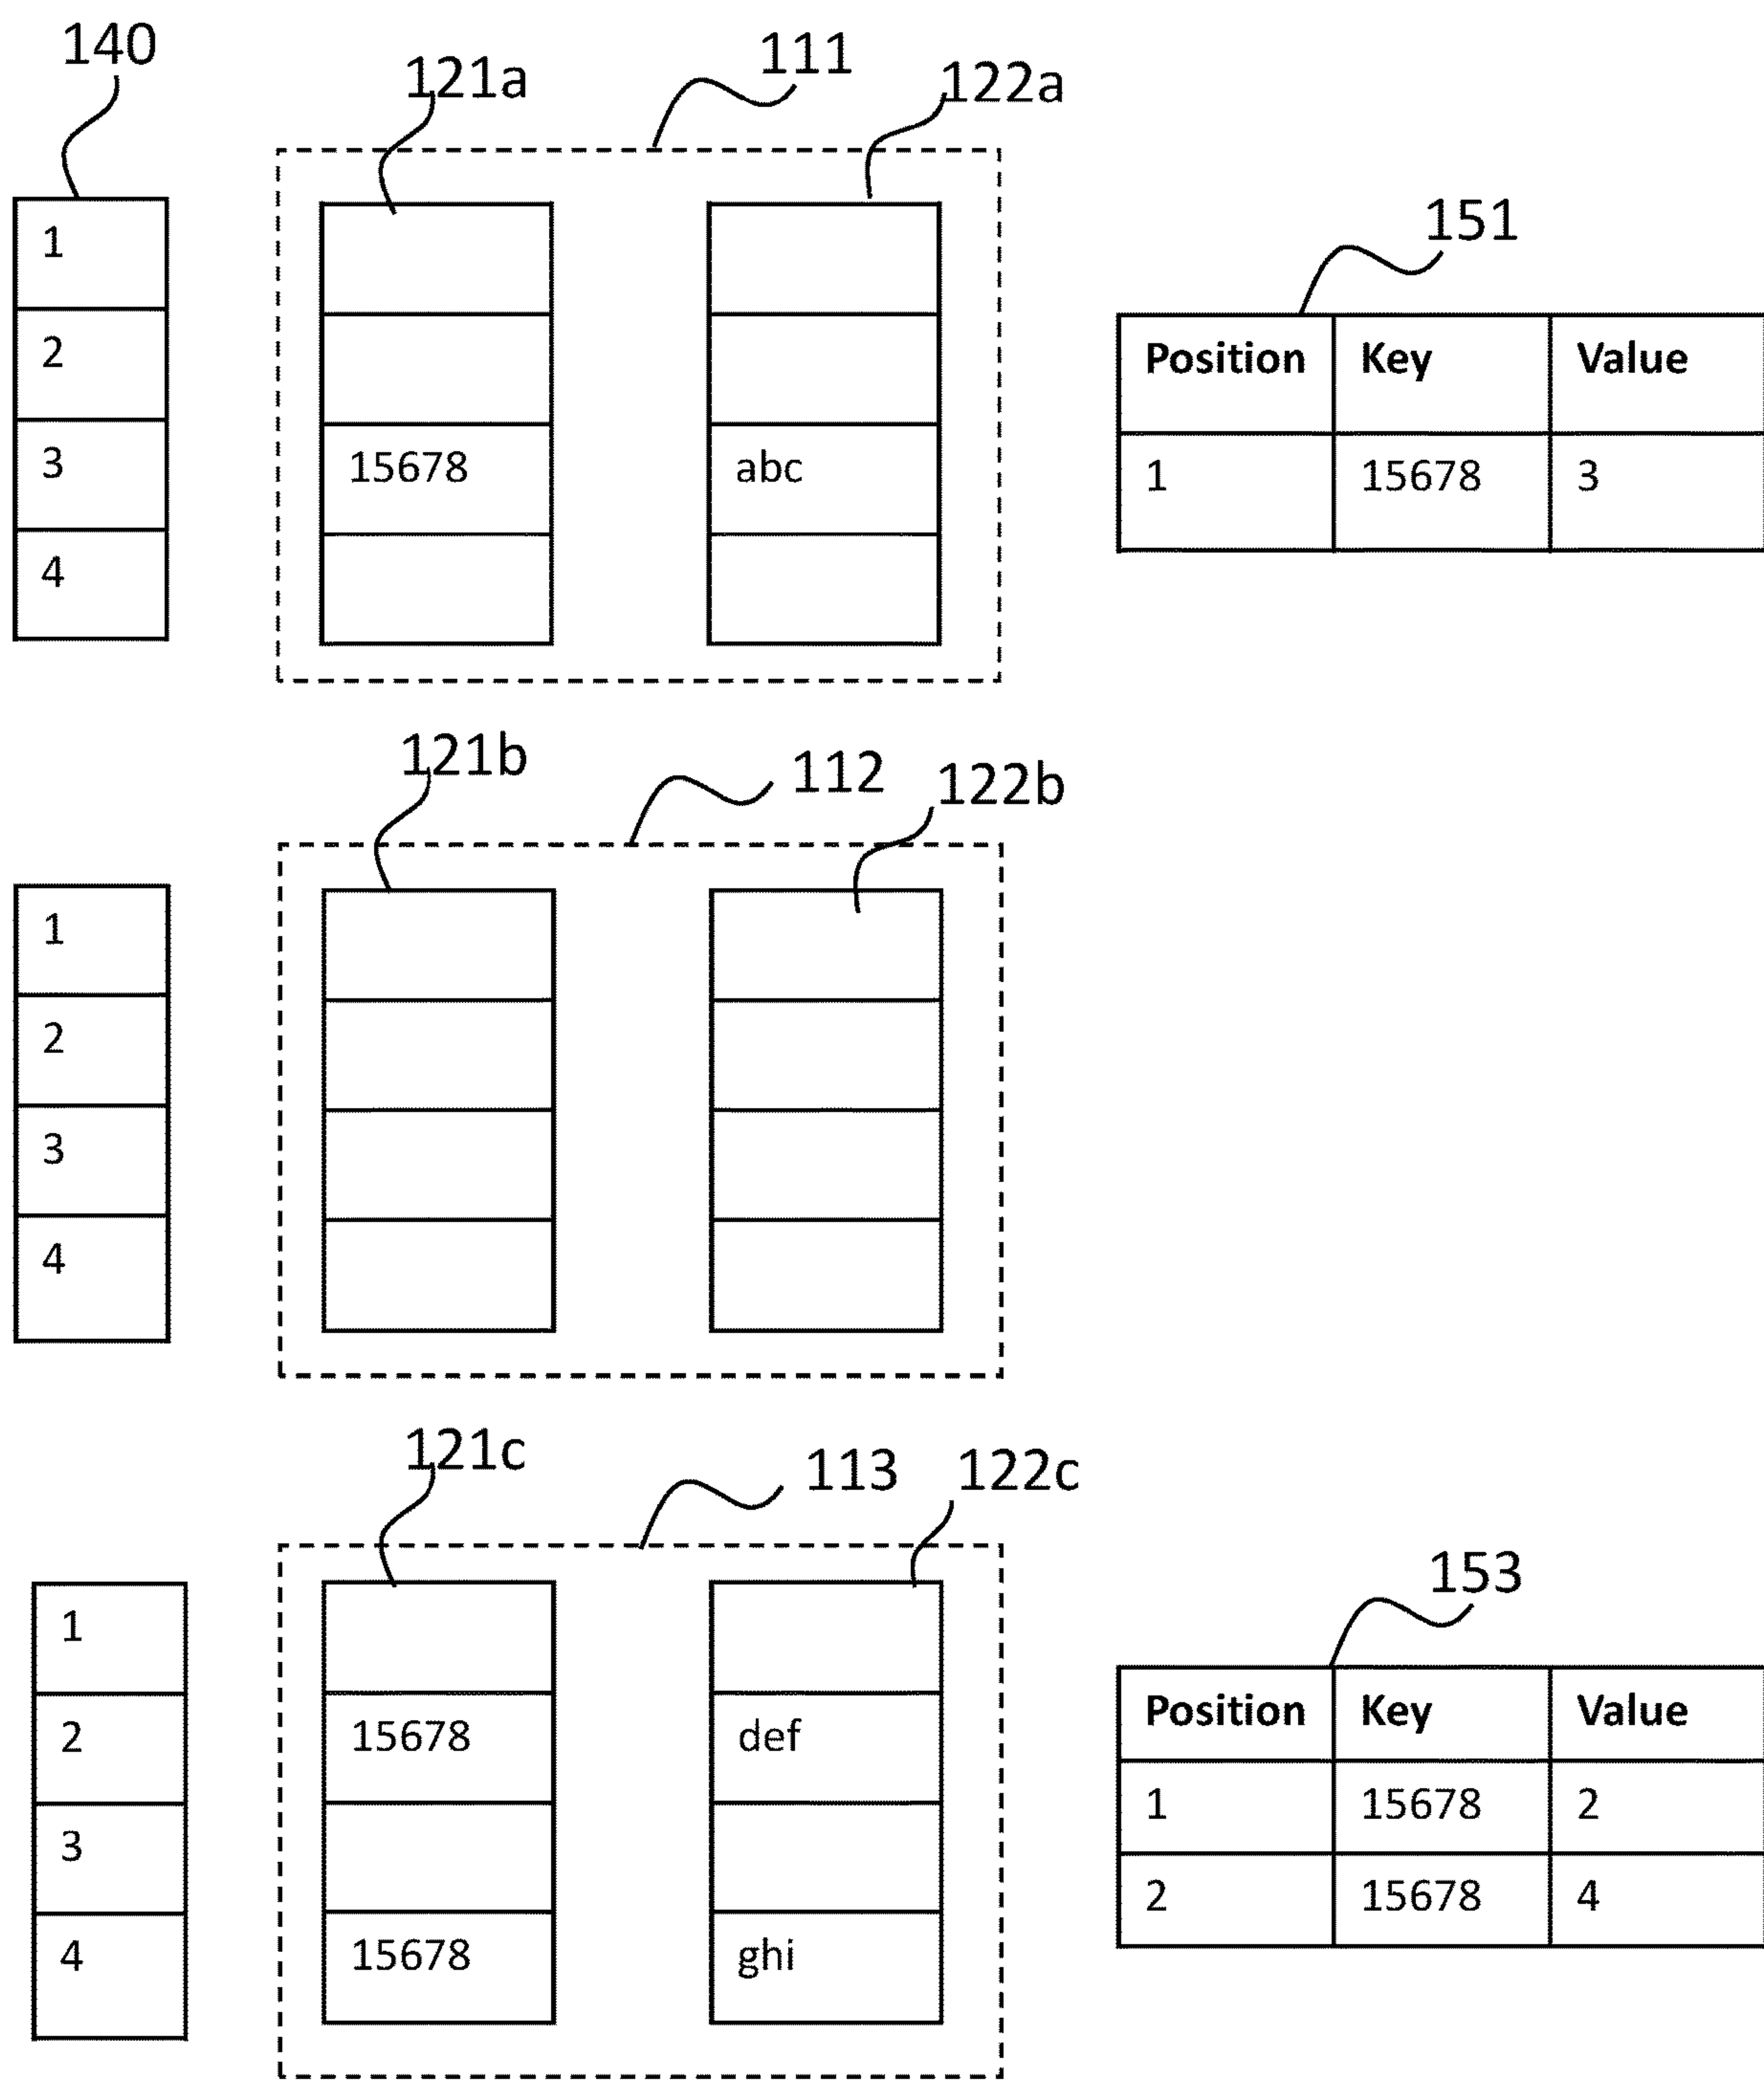 140
121a
111
122a
151
1
2
3 15678 abc
4
Position Key Value
1 15678 3
121b
112
122b
1
2
3
4
121c
113
122c
153
1
2 15678 def
3
4 15678 ghi
Position Key Value
1 15678 2
2 15678 4